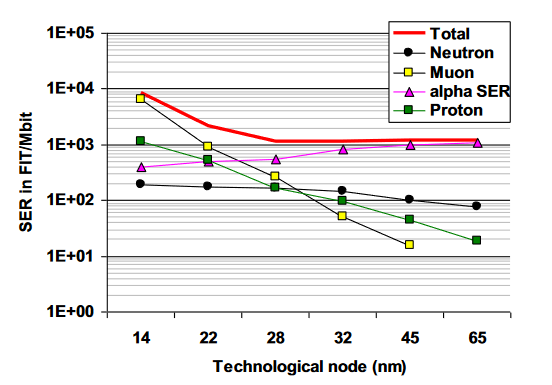 1E+05
1E+04
1E+03
1E+02
1E+01
1E+00
SER in FIT/Mbit
Total
Neutron
Muon
alpha SER
Proton
14 22 28 32 45 65
Technological node (nm)